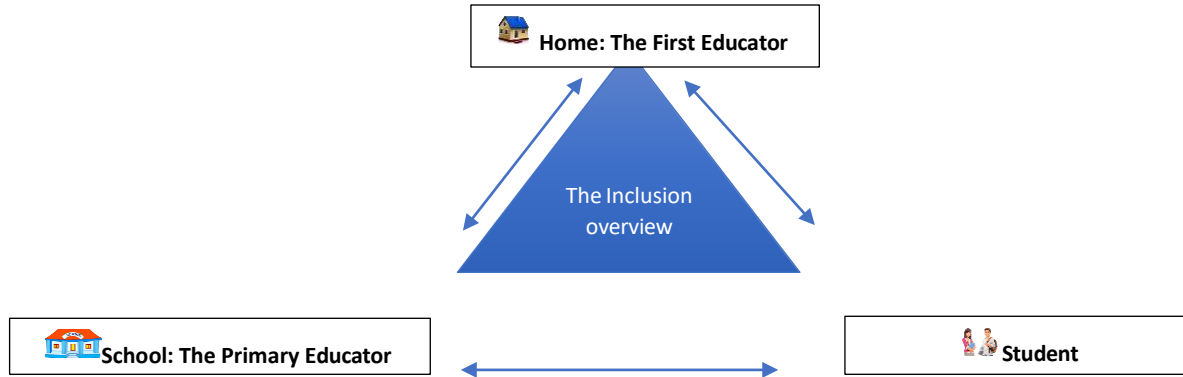 Home: The First Educator
The Inclusion
overview
School: The Primary Educator
Student